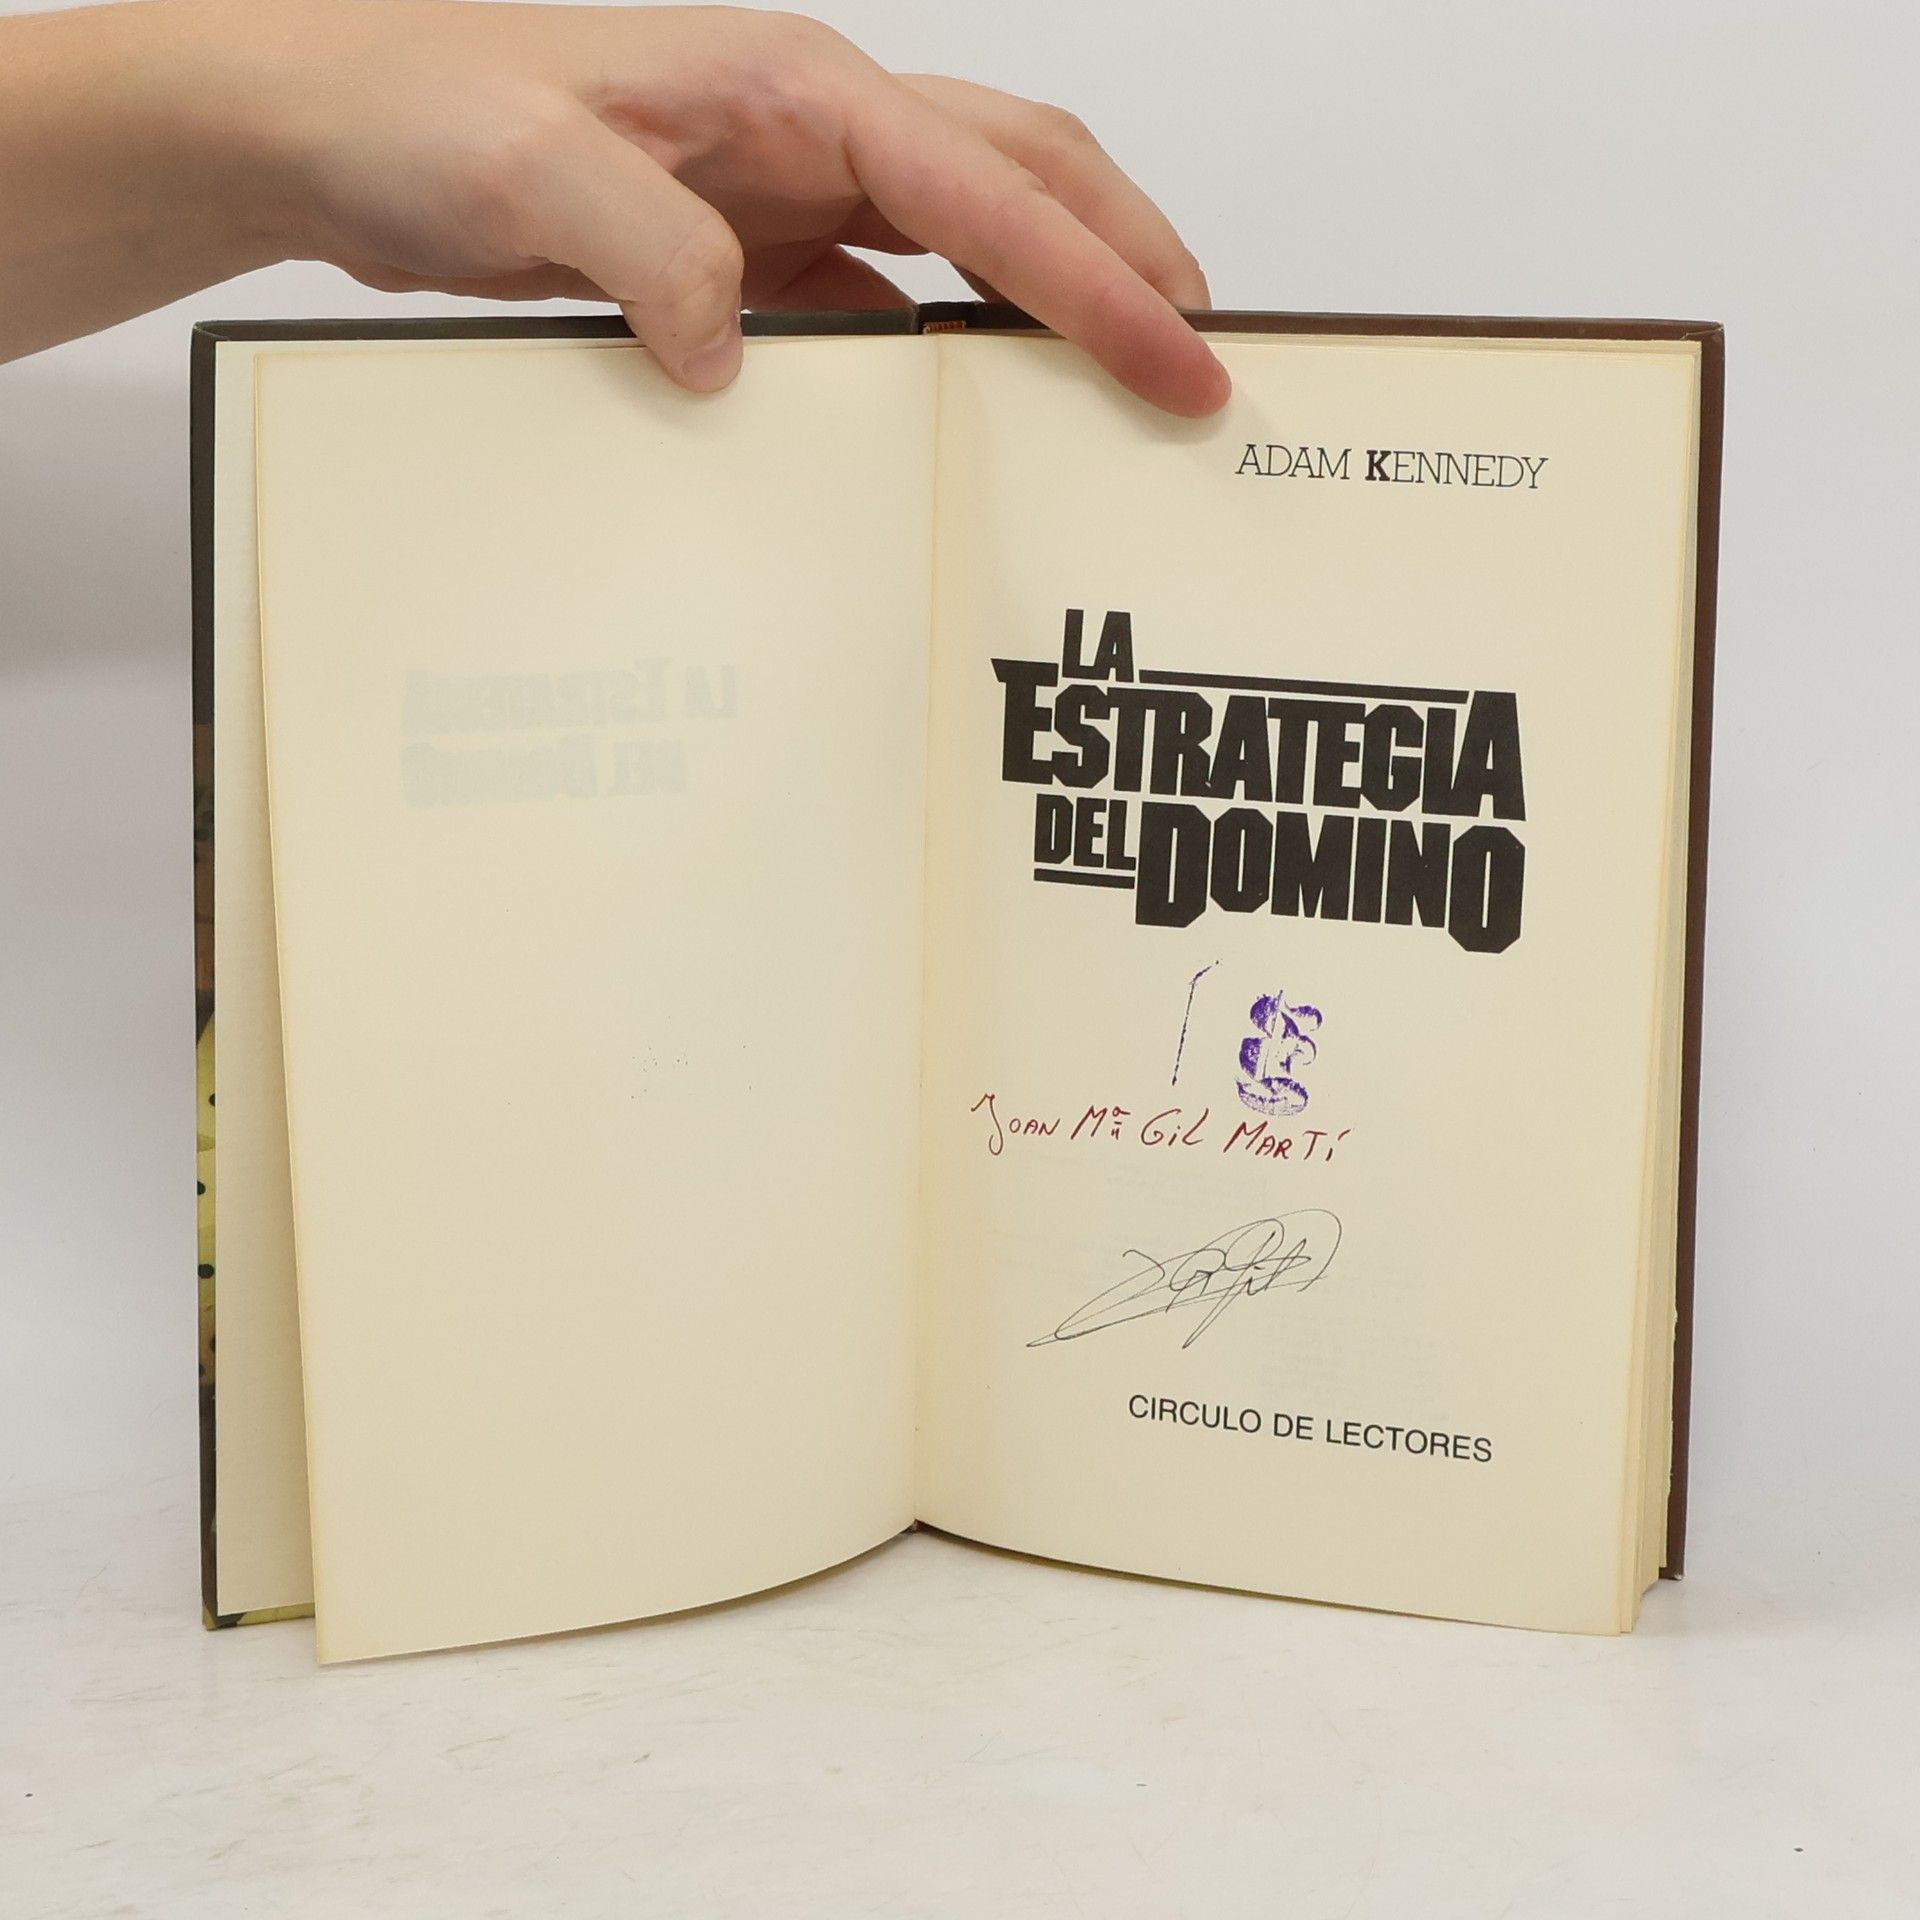 ADAM KENNEDY
LA
ESTRATEGIA
DEL DOMINO
JOAN Mª GIL MARTÍ
CIRCULO DE LECTORES